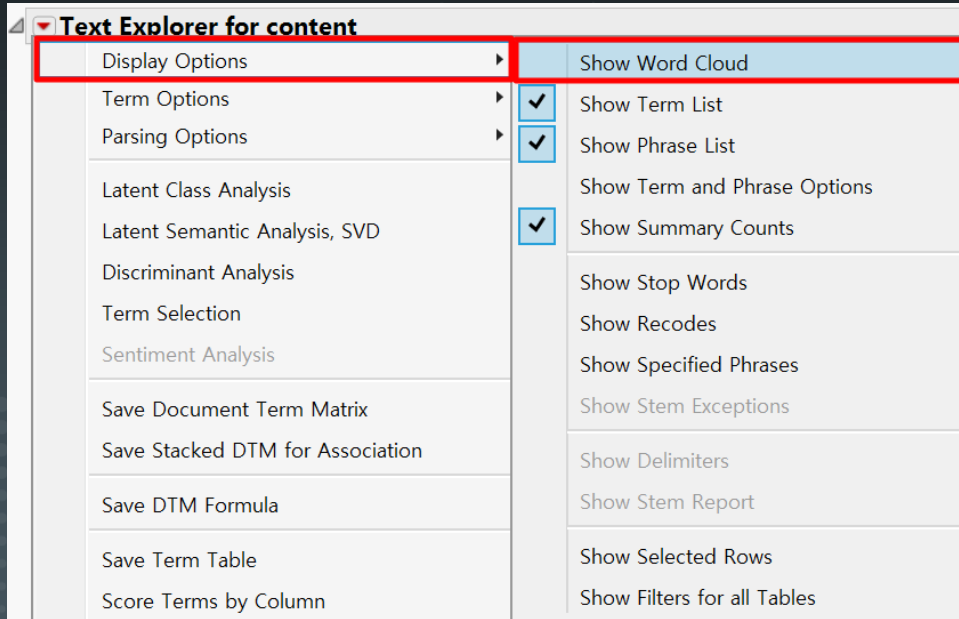 Text Explorer for content
Display Options
Term Options
Parsing Options
Latent Class Analysis
Latent Semantic Analysis, SVD
Discriminant Analysis
Term Selection
Sentiment Analysis
Save Document Term Matrix
Save Stacked DTM for Association
Save DTM Formula
Save Term Table
Score Terms by Column
Show Word Cloud
Show Term List
Show Phrase List
Show Term and Phrase Options
Show Summary Counts
Show Stop Words
Show Recodes
Show Specified Phrases
Show Stem Exceptions
Show Delimiters
Show Stem Report
Show Selected Rows
Show Filters for all Tables